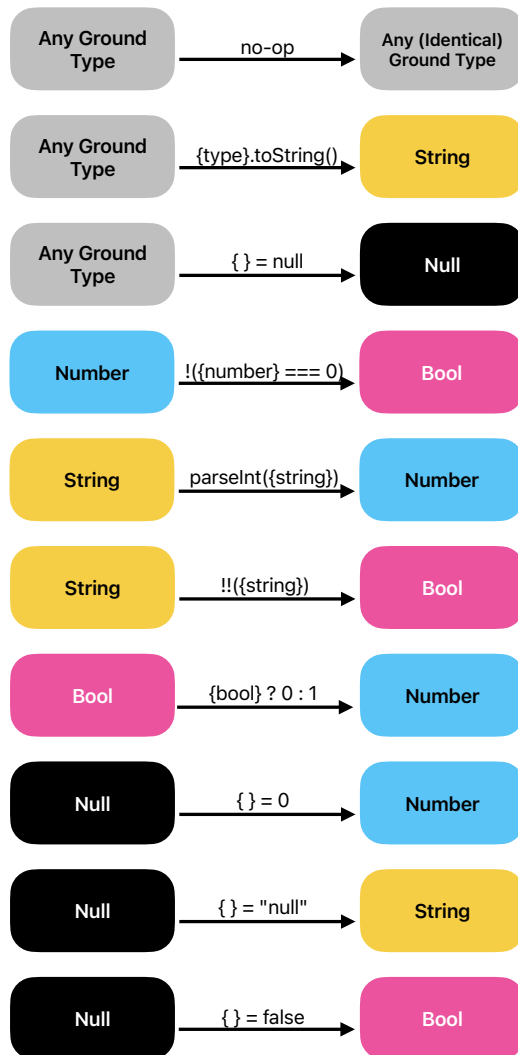 Any Ground
Type
no-op
Any (Identical)
Ground Type
Any Ground
Type
{type}.toString()
String
Any Ground
Type
{ } = null
Null
Number
!({number} === 0)
Bool
String
parseInt({string})
Number
String
!!({string})
Bool
Bool
{bool} ? 0 : 1
Number
Null
{ } = 0
Number
Null
{ } = "null"
String
Null
{ } = false
Bool